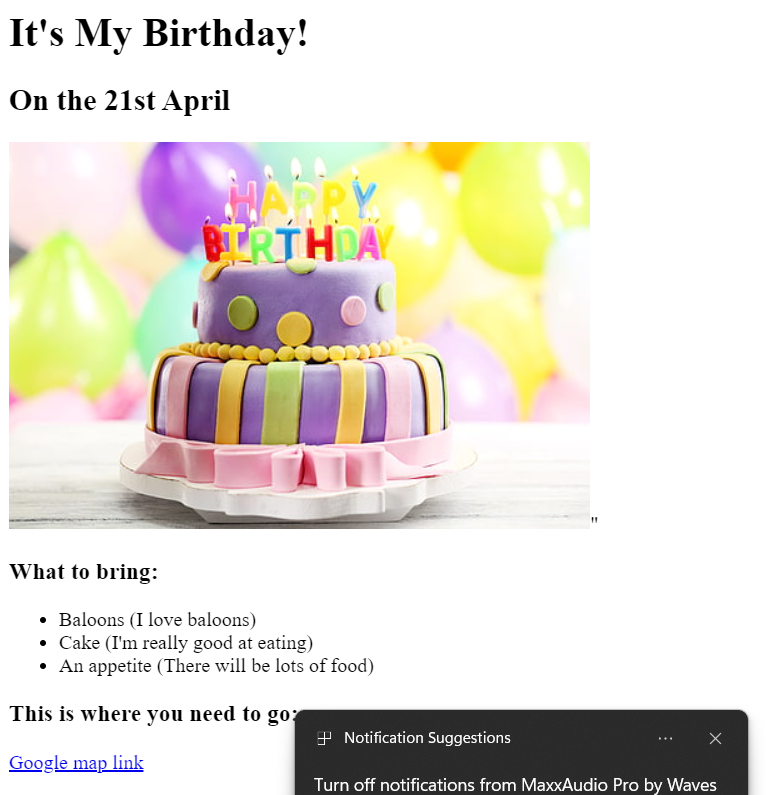 It's My Birthday!
On the 21st April
HAPPY
BIRTHDAY
"
What to bring:
Baloons (I love baloons)
Cake (I'm really good at eating)
An appetite (There will be lots of food)
This is where you need to go:
Google map link
Notification Suggestions
Turn off notifications from MaxxAudio Pro by Waves